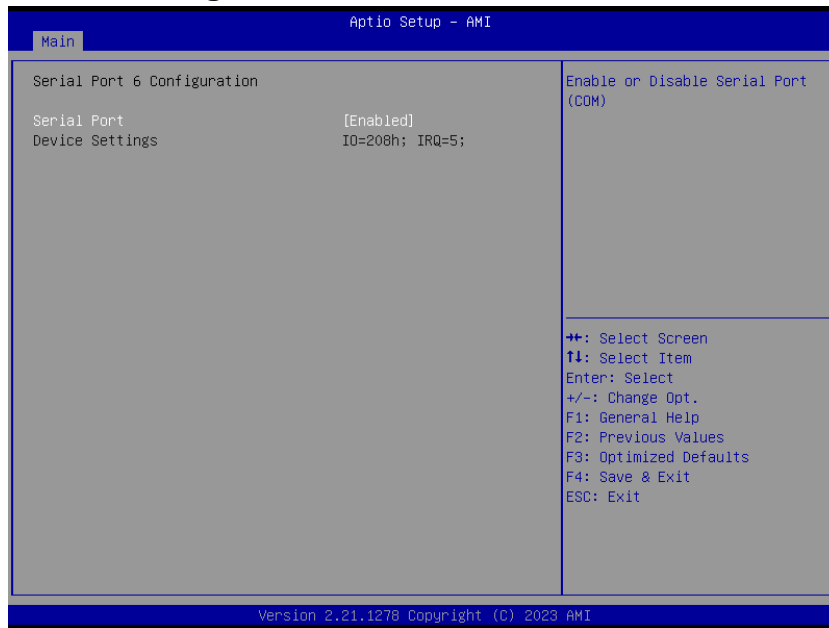 Aptio Setup - AMI
Main
Serial Port 6 Configuration
Serial Port [Enabled]
Device Settings IO=208h; IRQ=5;
Enable or Disable Serial Port
(COM)
→←: Select Screen
↑↓: Select Item
Enter: Select
+/-: Change Opt.
F1: General Help
F2: Previous Values
F3: Optimized Defaults
F4: Save & Exit
ESC: Exit
Version 2.21.1278 Copyright (C) 2023 AMI